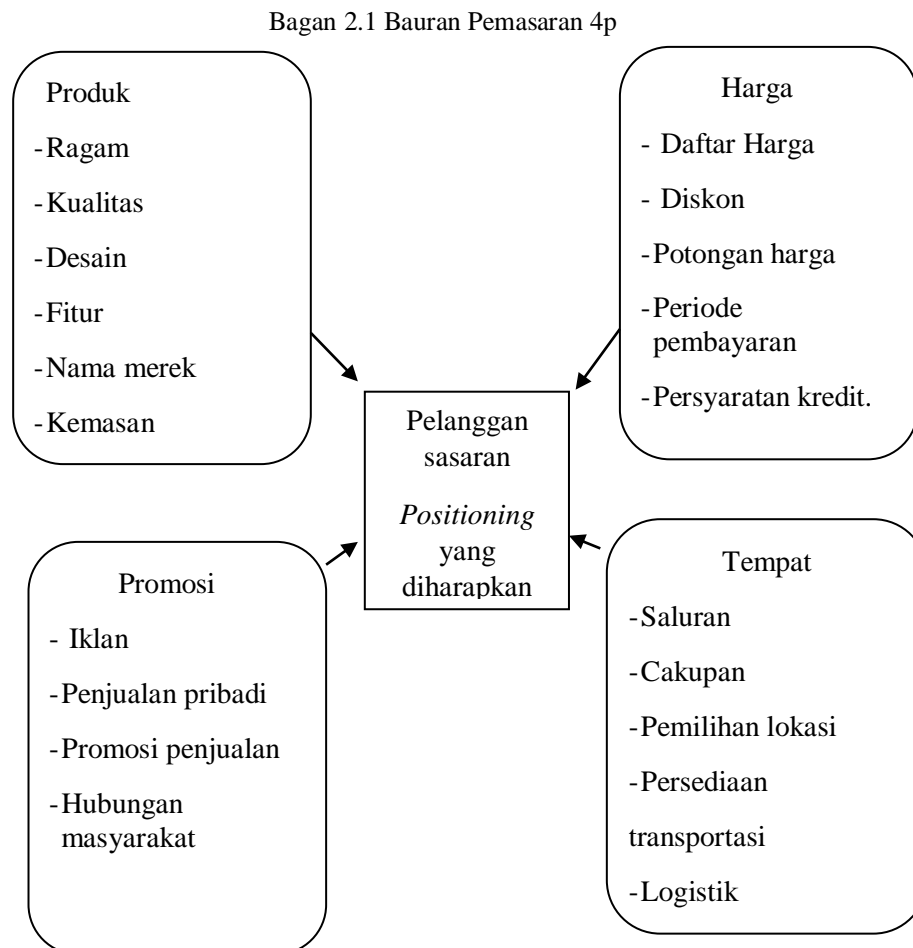 Bagan 2.1 Bauran Pemasaran 4p
Produk
-Ragam
-Kualitas
-Desain
-Fitur
-Nama merek
-Kemasan
Harga
- Daftar Harga
- Diskon
-Potongan harga
-Periode
pembayaran
-Persyaratan kredit.
Pelanggan
sasaran
Positioning
yang
diharapkan
Promosi
- Iklan
-Penjualan pribadi
-Promosi penjualan
-Hubungan
masyarakat
Tempat
-Saluran
-Cakupan
-Pemilihan lokasi
-Persediaan
transportasi
-Logistik